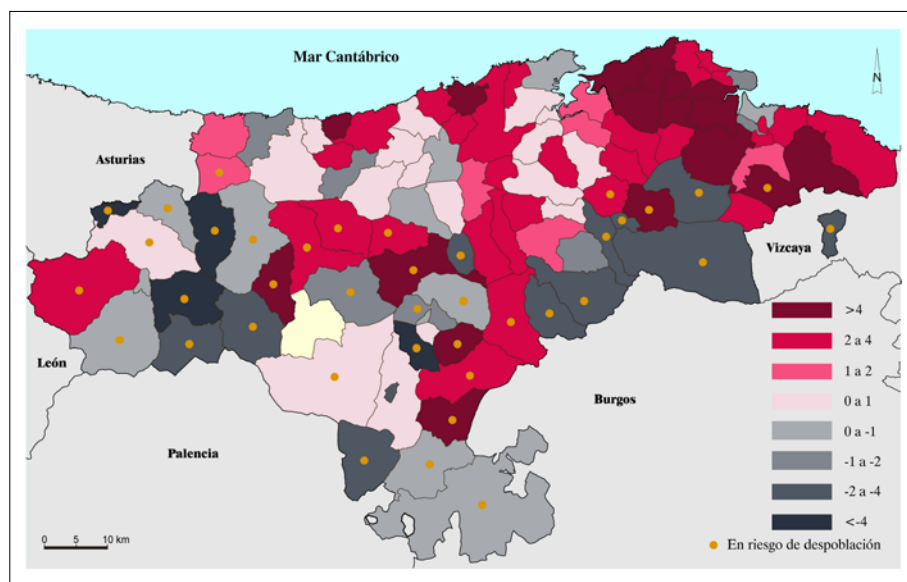 Mar Cantábrico
N
Asturias
Vizcaya
León
Burgos
Palencia
>4
2 a 4
1 a 2
0 a 1
0 a -1
-1 a -2
-2 a -4
<-4
En riesgo de despoblación
0 5 10 km